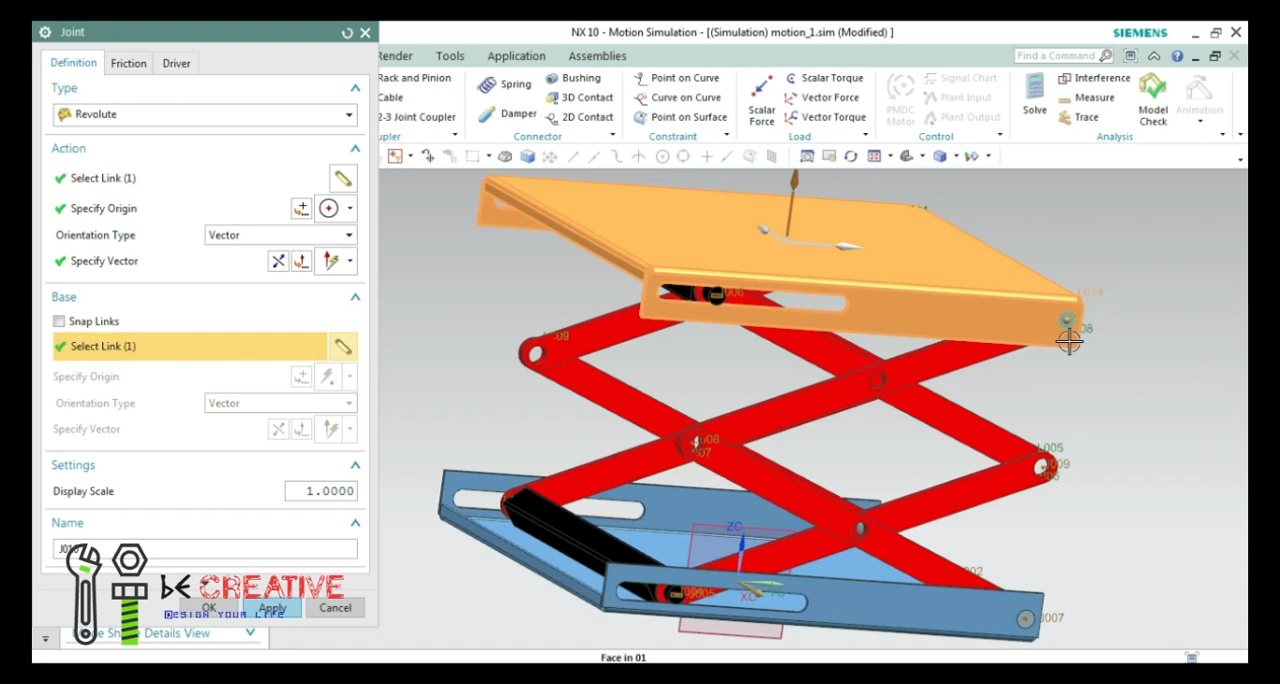 Joint
NX 10 - Motion Simulation - [(Simulation) motion_1.sim (Modified) ]
SIEMENS
Definition
Friction
Driver
Render
Tools
Application
Assemblies
Find a Command
Rack and Pinion
Cable
2-3 Joint Coupler
Spring
Damper
Bushing
3D Contact
2D Contact
Point on Curve
Curve on Curve
Point on Surface
Scalar Force
Scalar Torque
Vector Force
Vector Torque
PMDC Motor
Signal Chart
Plant Input
Plant Output
Solve
Interference
Measure
Trace
Model Check
Animation
Connector
Constraint
Load
Control
Analysis
Type
Revolute
Action
Select Link (1)
Specify Origin
Orientation Type
Vector
Specify Vector
Base
Snap Links
Select Link (1)
Specify Origin
Orientation Type
Vector
Specify Vector
Settings
Display Scale
1.0000
Name
OK
Apply
Cancel
BE CREATIVE
DESIGN YOUR LIFE
Details View
L014
L005
J007
ZC
Face in 01